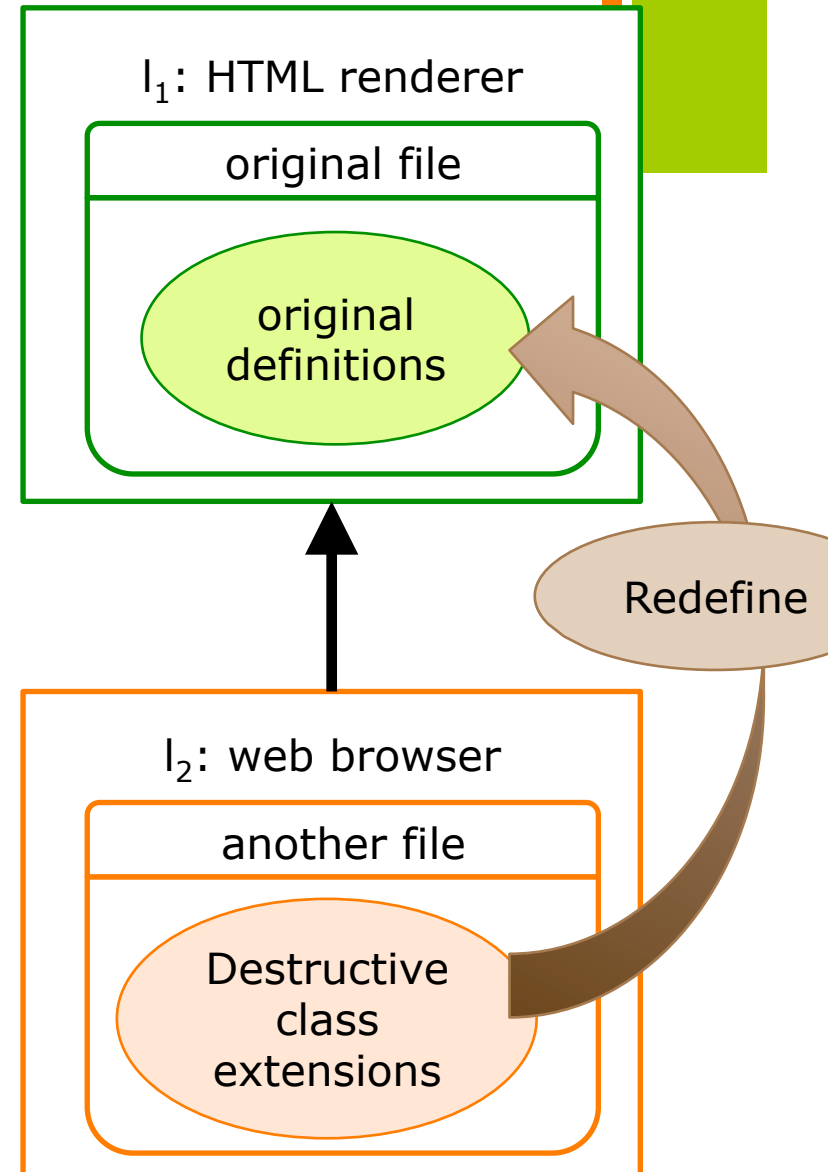 l₁: HTML renderer
original file
original
definitions
Redefine
l₂: web browser
another file
Destructive
class
extensions